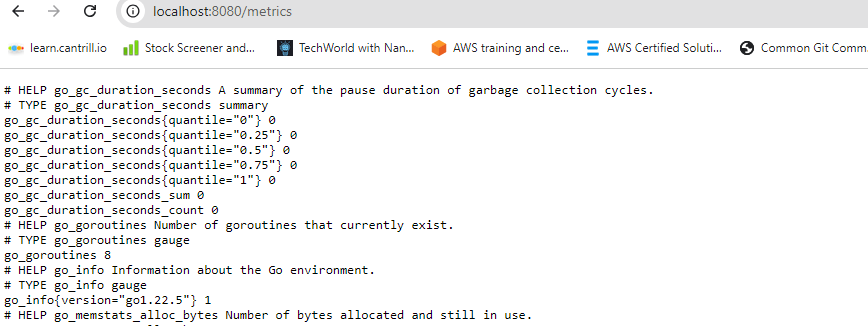 localhost:8080/metrics
learn.cantrill.io Stock Screener and... TechWorld with Nan... AWS training and ce... AWS Certified Soluti... Common Git Comm
# HELP go_gc_duration_seconds A summary of the pause duration of garbage collection cycles.
# TYPE go_gc_duration_seconds summary
go_gc_duration_seconds{quantile="0"} 0
go_gc_duration_seconds{quantile="0.25"} 0
go_gc_duration_seconds{quantile="0.5"} 0
go_gc_duration_seconds{quantile="0.75"} 0
go_gc_duration_seconds{quantile="1"} 0
go_gc_duration_seconds_sum 0
go_gc_duration_seconds_count 0
# HELP go_goroutines Number of goroutines that currently exist.
# TYPE go_goroutines gauge
go_goroutines 8
# HELP go_info Information about the Go environment.
# TYPE go_info gauge
go_info{version="go1.22.5"} 1
# HELP go_memstats_alloc_bytes Number of bytes allocated and still in use.